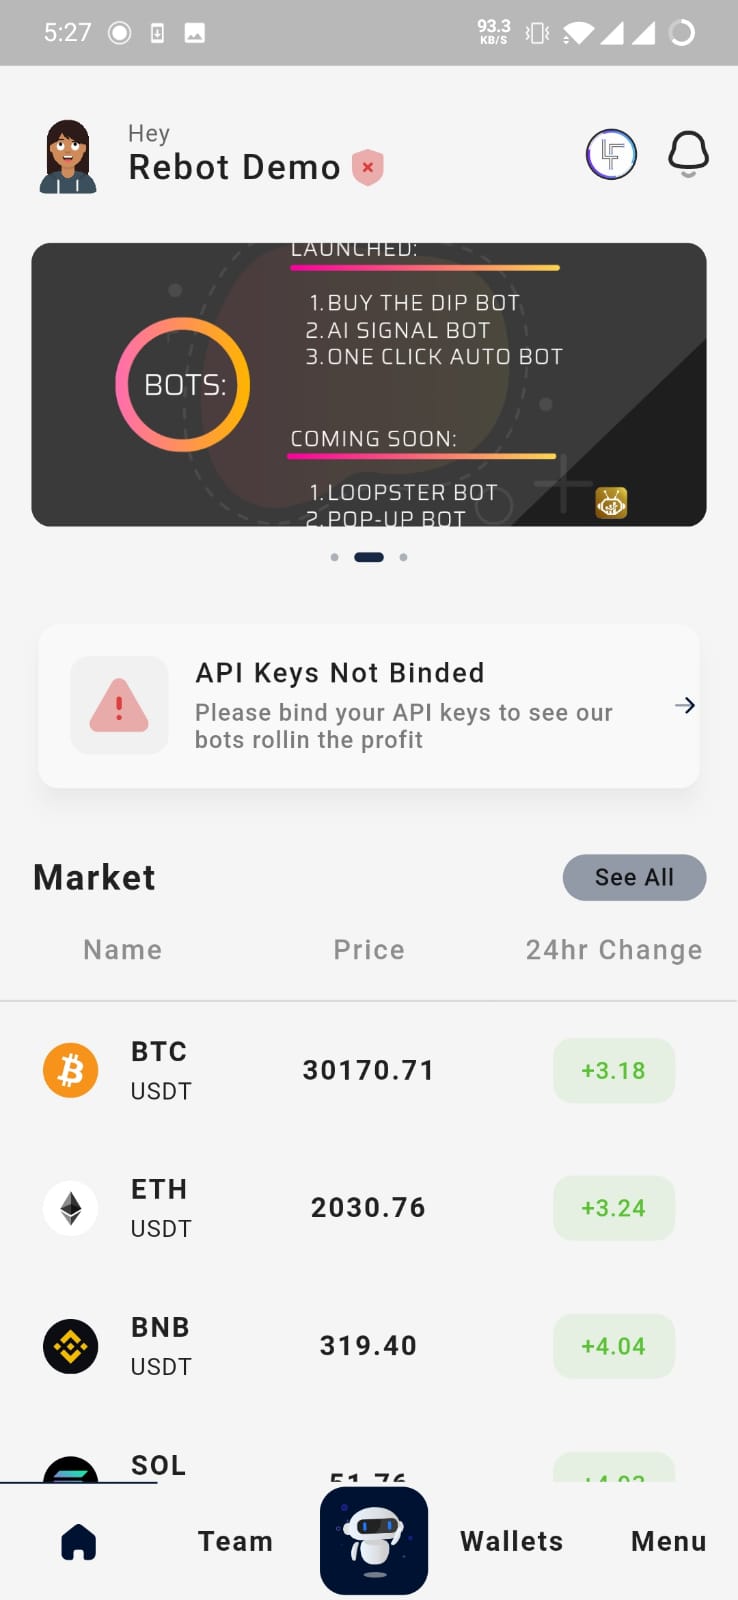 5:27
93.3
KB/S
Hey
Rebot Demo
LAUNCHED:
1.BUY THE DIP BOT
2.AI SIGNAL BOT
3.ONE CLICK AUTO BOT
BOTS:
COMING SOON:
1.LOOPSTER BOT
2.POP-UP BOT
API Keys Not Binded
Please bind your API keys to see our
bots rollin the profit
Market
See All
Name Price 24hr Change
BTC
USDT
30170.71
+3.18
ETH
USDT
2030.76
+3.24
BNB
USDT
319.40
+4.04
SOL
51.76
Team
Wallets
Menu